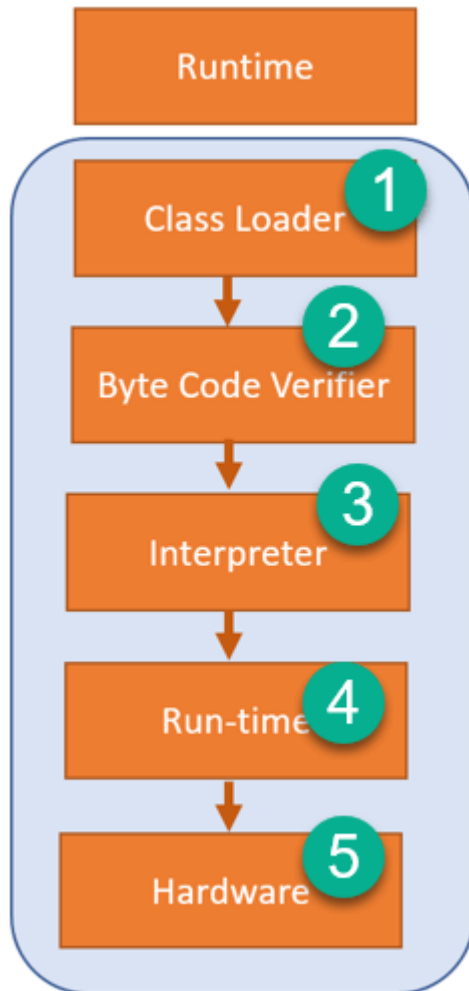 Runtime
1
Class Loader
2
Byte Code Verifier
3
Interpreter
4
Run-time
5
Hardware